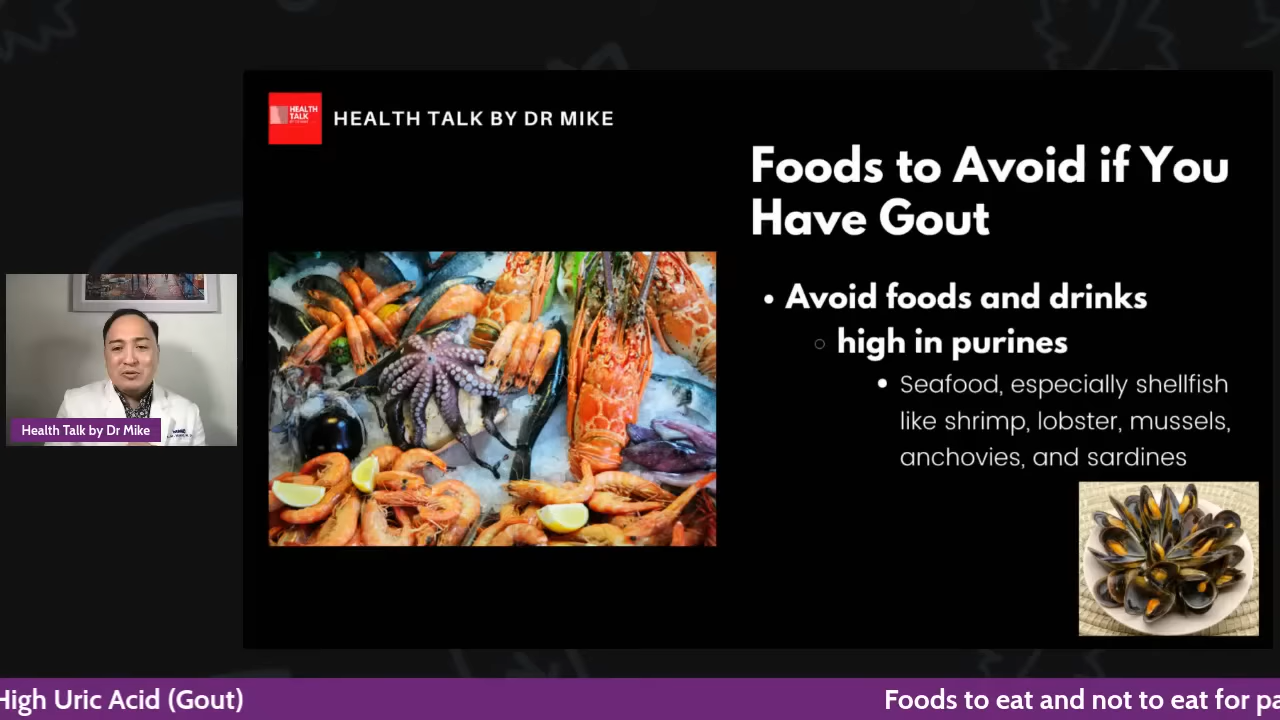 HEALTH
TALK
HEALTH TALK BY DR MIKE
Foods to Avoid if You
Have Gout
Avoid foods and drinks
high in purines
Seafood, especially shellfish
like shrimp, lobster, mussels,
anchovies, and sardines
Health Talk by Dr Mike
High Uric Acid (Gout)
Foods to eat and not to eat for pa